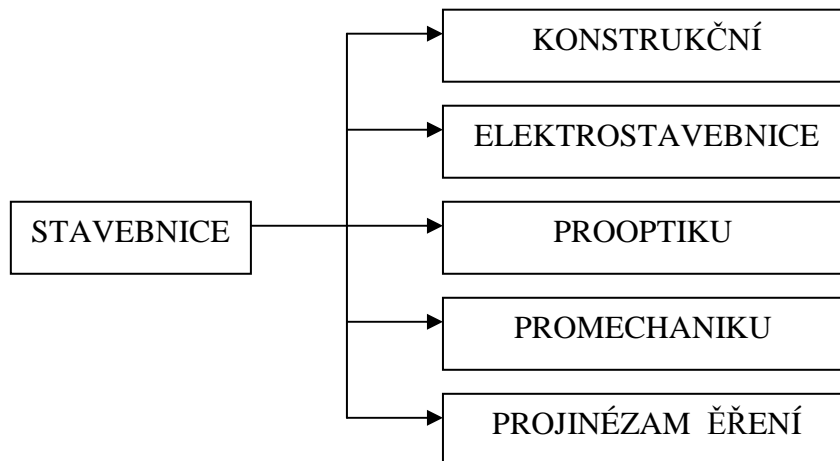 KONSTRUKČNÍ
ELEKTROSTAVEBNICE
STAVEBNICE
PROOPTIKU
PROMECHANIKU
PROJINÉZAM ĚŘENÍ